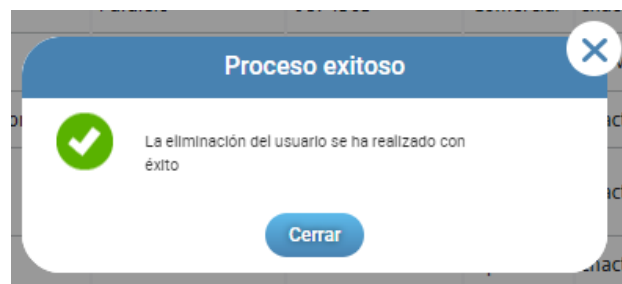 Proceso exitoso
La eliminación del usuario se ha realizado con
éxito
Cerrar